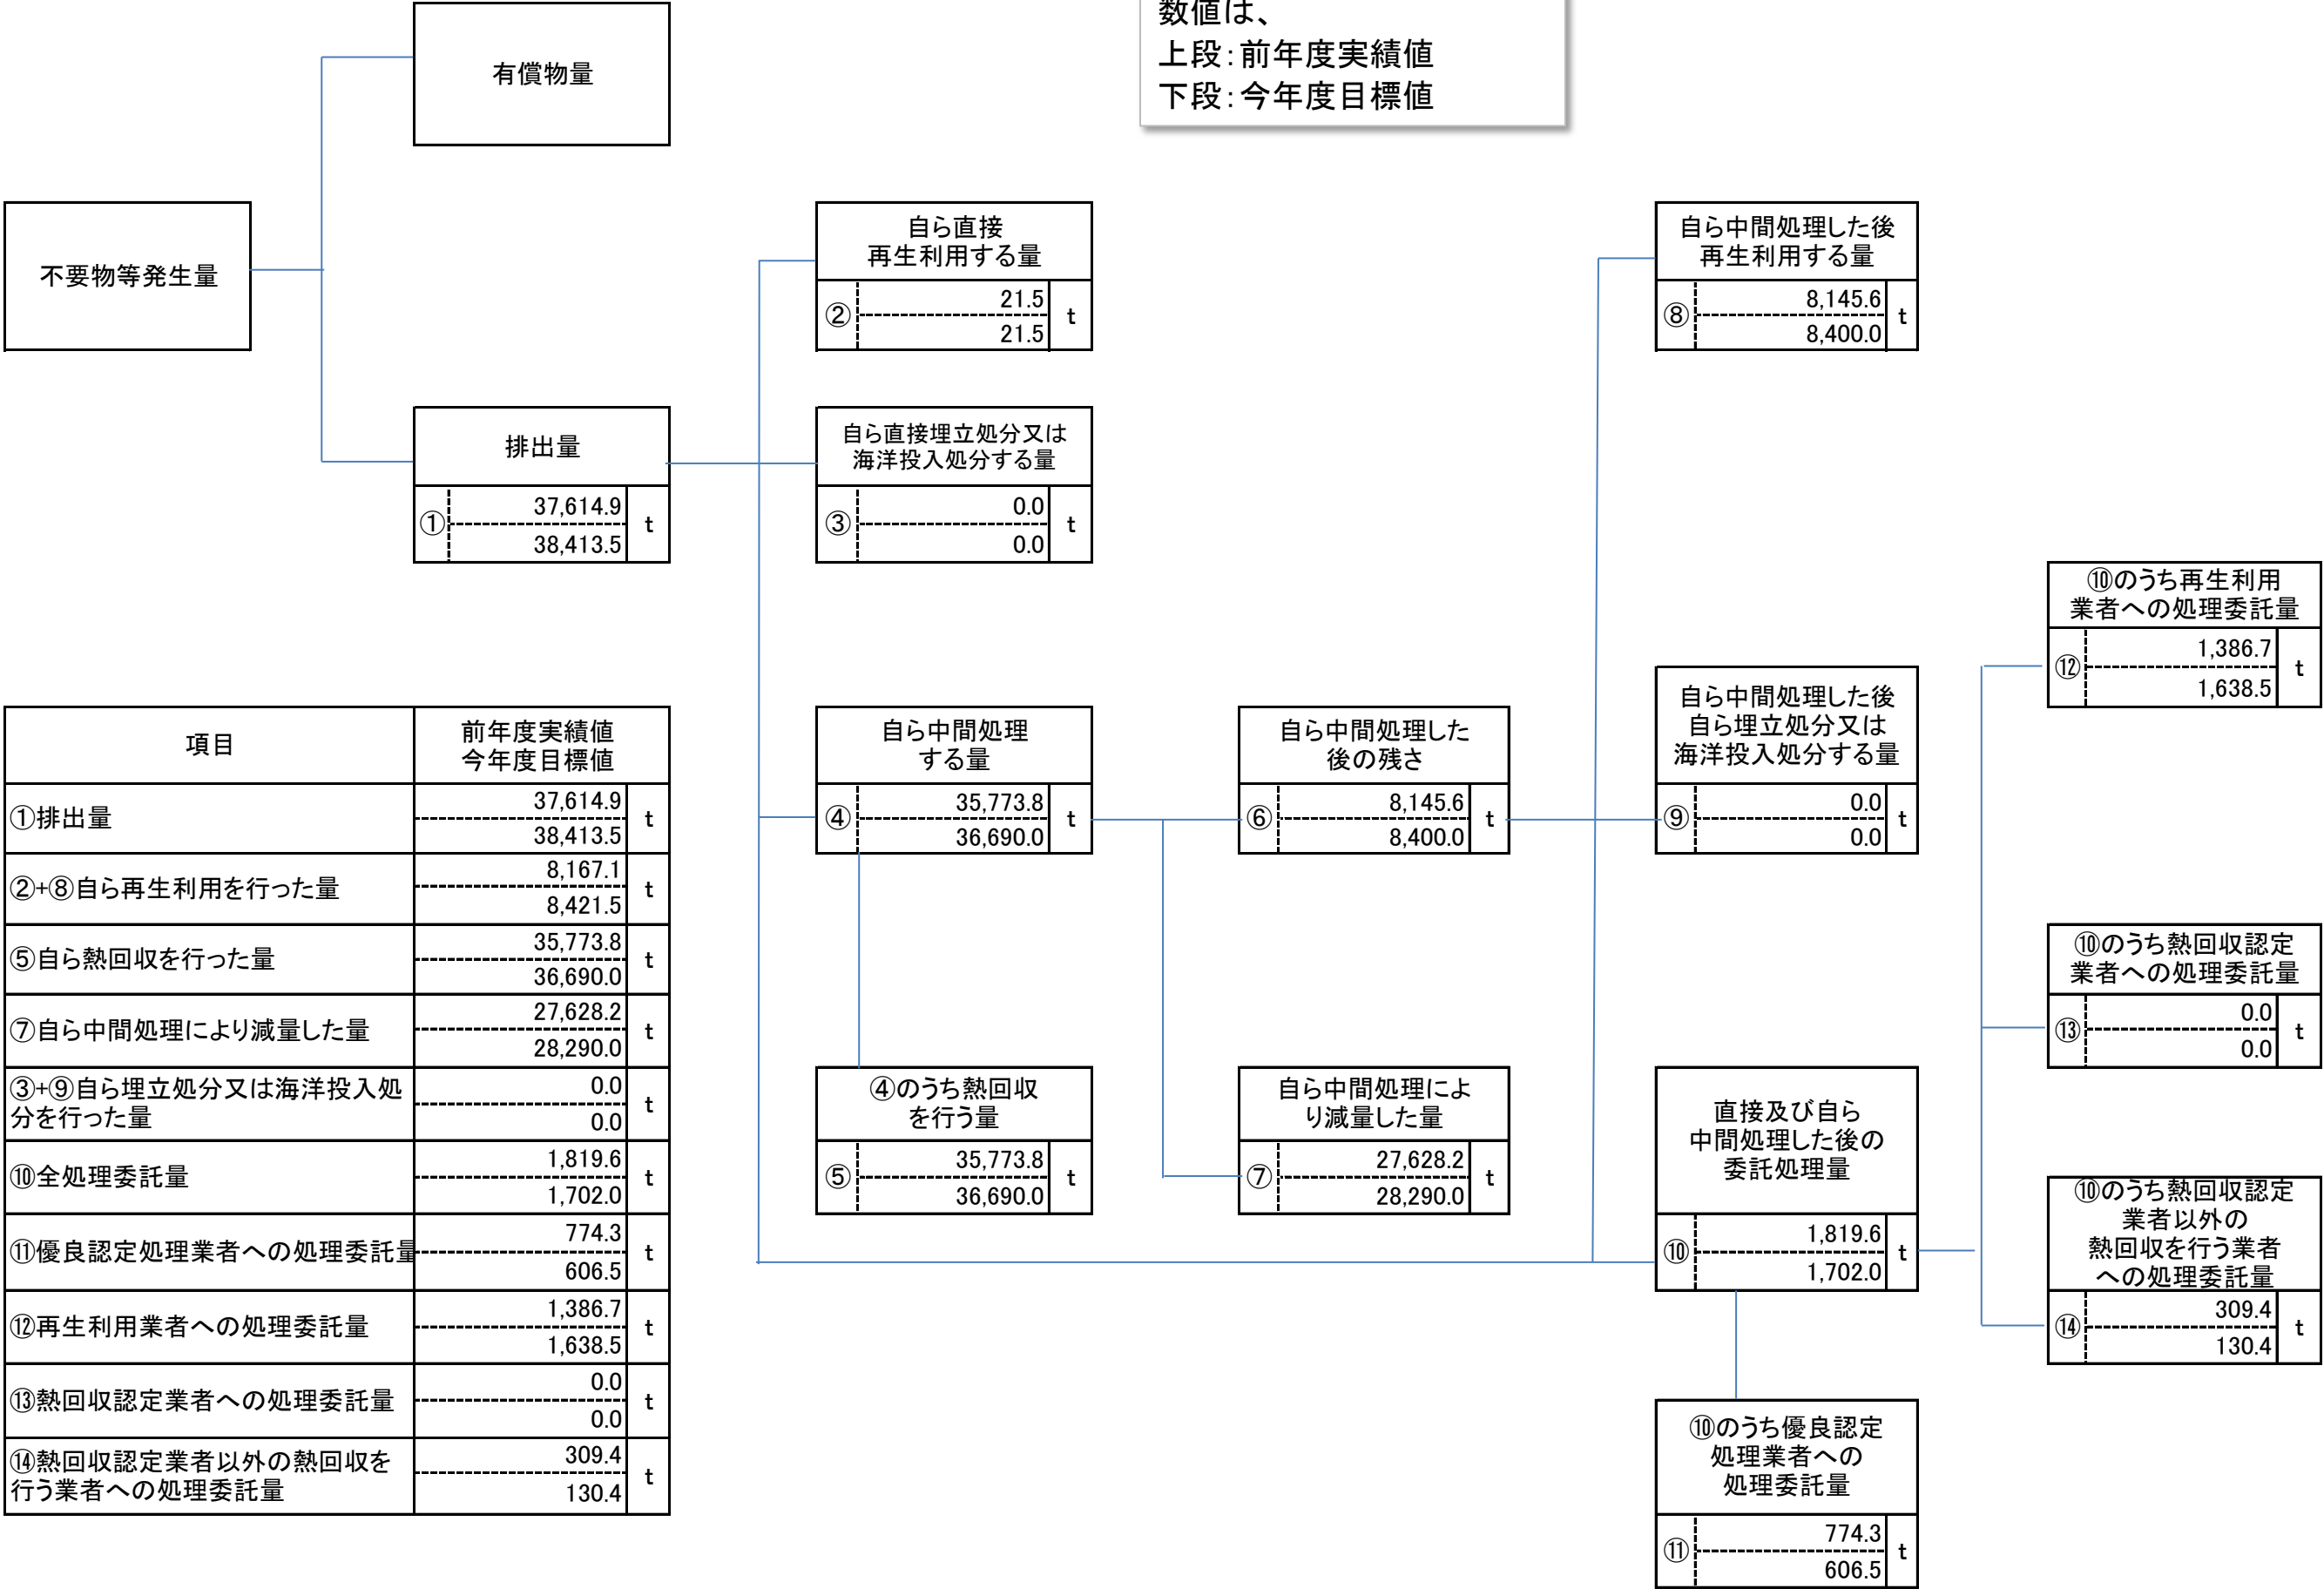 数値は、
上段：前年度実績値
下段：今年度目標値
有償物量
不要物等発生量
自ら直接
再生利用する量
②
21.5
21.5
t
自ら中間処理した後
再生利用する量
⑧
8,145.6
8,400.0
t
排出量
①
37,614.9
38,413.5
t
自ら直接埋立処分又は
海洋投入処分する量
③
0.0
0.0
t
⑩のうち再生利用
業者への処理委託量
⑫
1,386.7
1,638.5
t
自ら中間処理
する量
④
35,773.8
36,690.0
t
自ら中間処理した
後の残さ
⑥
8,145.6
8,400.0
t
自ら中間処理した後
自ら埋立処分又は
海洋投入処分する量
⑨
0.0
0.0
t
⑩のうち熱回収認定
業者への処理委託量
⑬
0.0
0.0
t
④のうち熱回収
を行う量
⑤
35,773.8
36,690.0
t
自ら中間処理によ
り減量した量
⑦
27,628.2
28,290.0
t
直接及び自ら
中間処理した後の
委託処理量
⑩
1,819.6
1,702.0
t
⑩のうち熱回収認定
業者以外の
熱回収を行う業者
への処理委託量
⑭
309.4
130.4
t
⑩のうち優良認定
処理業者への
処理委託量
⑪
774.3
606.5
t
項目
前年度実績値
今年度目標値
①排出量
37,614.9
38,413.5
t
②+⑧自ら再生利用を行った量
8,167.1
8,421.5
t
⑤自ら熱回収を行った量
35,773.8
36,690.0
t
⑦自ら中間処理により減量した量
27,628.2
28,290.0
t
③+⑨自ら埋立処分又は海洋投入処
分を行った量
0.0
0.0
t
⑩全処理委託量
1,819.6
1,702.0
t
⑪優良認定処理業者への処理委託量
774.3
606.5
t
⑫再生利用業者への処理委託量
1,386.7
1,638.5
t
⑬熱回収認定業者への処理委託量
0.0
0.0
t
⑭熱回収認定業者以外の熱回収を
行う業者への処理委託量
309.4
130.4
t